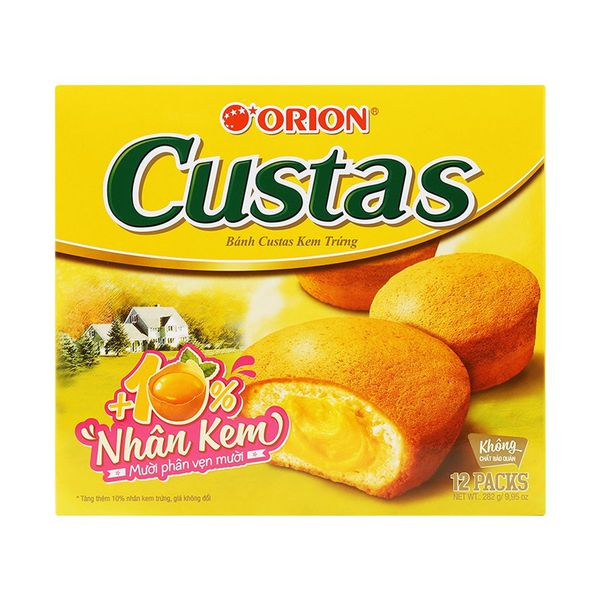 ORION®
Custas
Bánh Custas Kem Trứng
+10%
Nhân Kem
Mười phân vẹn mười
*Tăng thêm 10% nhân kem trứng, giá không đổi
Không
CHẤT BẢO QUẢN
12 PACKS
NET WT.: 282 g/ 9,95 oz